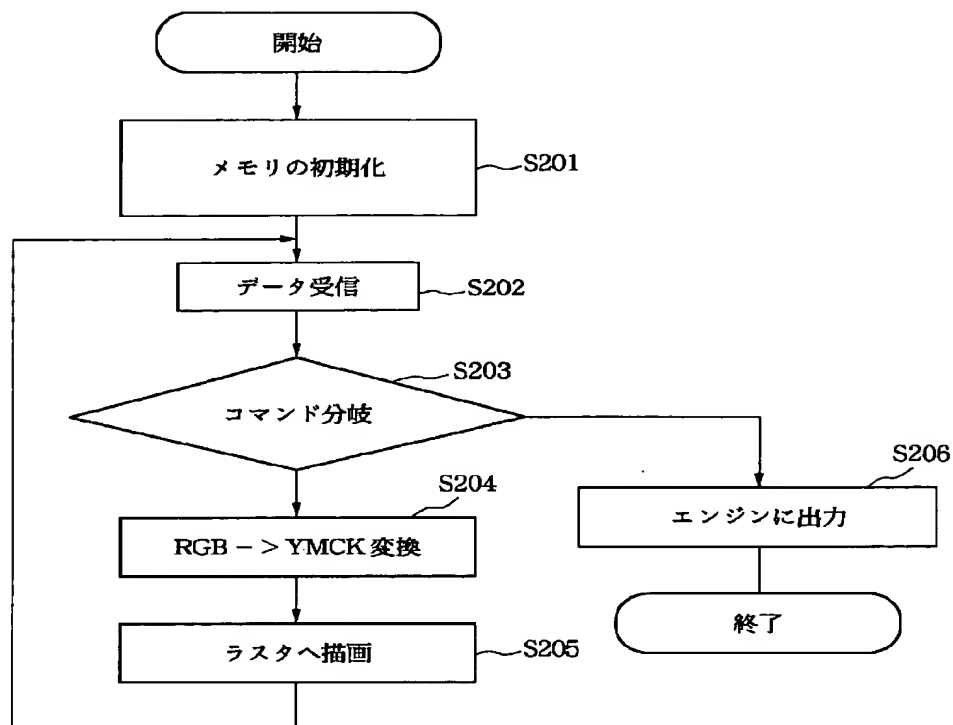 開始
メモリの初期化
S201
データ受信
S202
S203
コマンド分岐
S204
RGB －> YMCK 変換
S206
エンジンに出力
ラスタへ描画
S205
終了